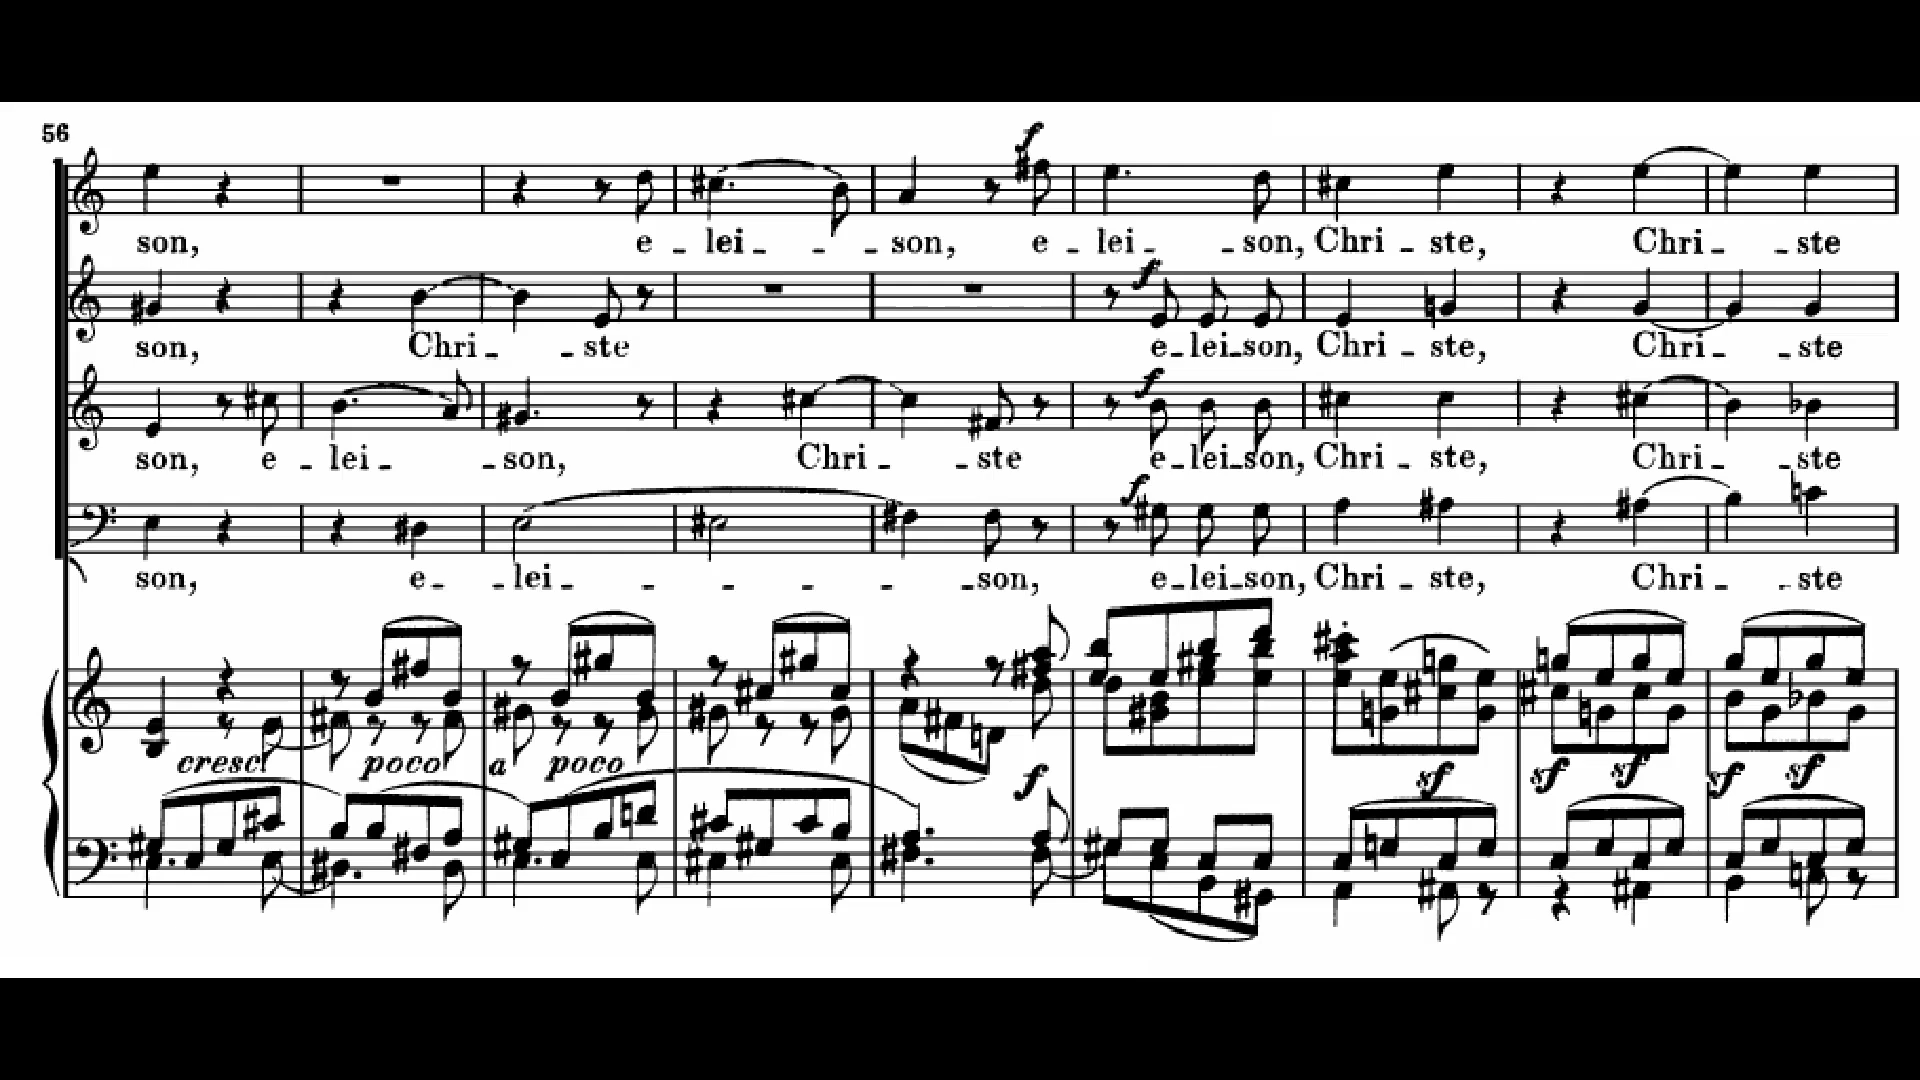 56
f
son, e - lei - - - son, e - lei - - son, Chri - ste, Chri - - ste
f
son, Chri - - ste e - lei - son, Chri - ste, Chri - - ste
f
son, e - lei - - son, Chri - - ste e - lei - son, Chri - ste, Chri - - ste
f
son, e - - lei - - - - - - son, e - lei - son, Chri - ste, Chri - - ste
cresc poco a poco f sf sf sf sf sf